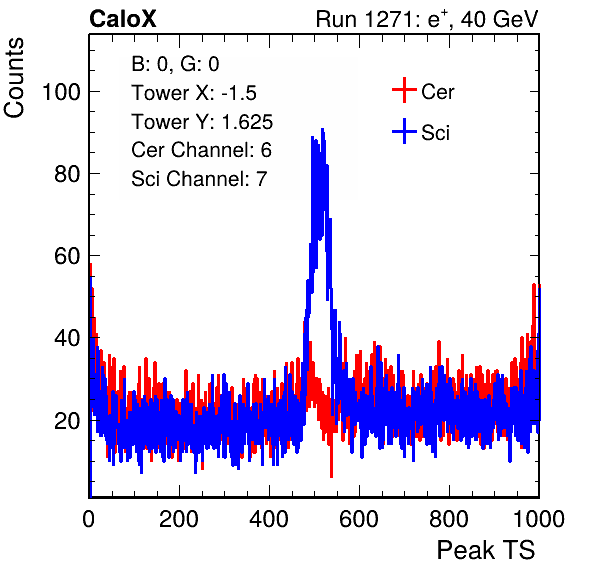 CaloX
Run 1271: e+, 40 GeV
Counts
B: 0, G: 0
Tower X: -1.5
Tower Y: 1.625
Cer Channel: 6
Sci Channel: 7
Cer
Sci
100
80
60
40
20
0
200
400
600
800
1000
Peak TS